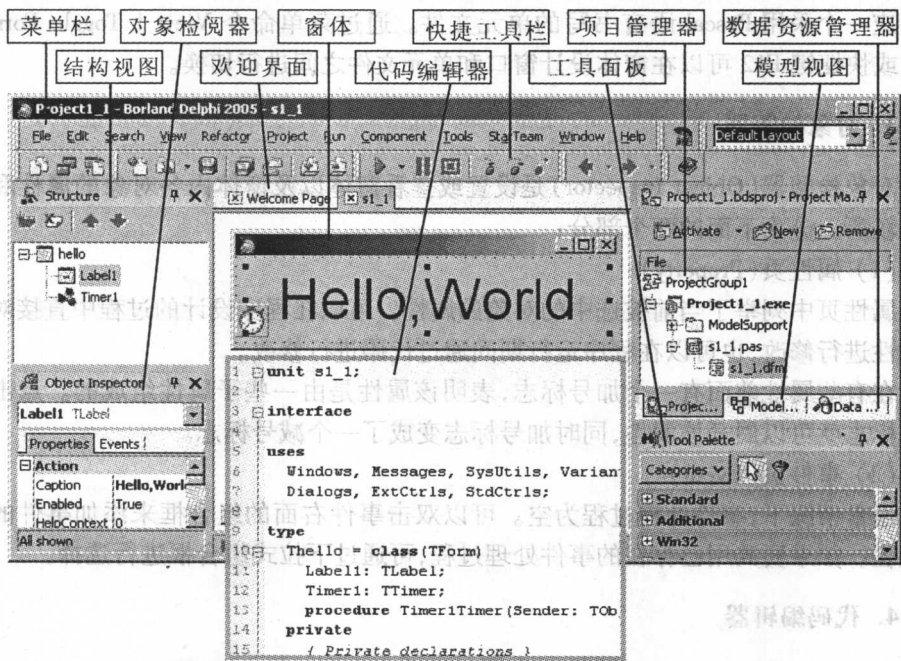 菜单栏 对象检阅器 窗体 快捷工具栏 项目管理器 数据资源管理器
结构视图 欢迎界面 代码编辑器 工具面板 模型视图
Project1_1 - Borland Delphi 2005 - s1_1
File Edit Search View Refactor Project Run Component Tools StarTeam Window Help Default Layout
Structure
hello
Label1
Timer1
Object Inspector
Label1 TLabel
Properties Events
Action
Caption Hello,Worl
Enabled True
HelpContext 0
All shown
Welcome Page s1_1
Hello,World
1 unit s1_1;
3 interface
5 uses
6 Windows, Messages, SysUtils, Variant
7 Dialogs, ExtCtrls, StdCtrls;
8
9 type
10 Thello = class(TForm)
11 Label1: TLabel;
12 Timer1: TTimer;
13 procedure Timer1Timer(Sender: TOb
14 private
15 { Private declarations }
Project1_1.bdsproj - Project Ma..
Activate New Remove
File
ProjectGroup1
Project1_1.exe
ModelSupport
s1_1.pas
s1_1.dfm
Projec... Model... Data ...
Tool Palette
Categories
Standard
Additional
Win32
4. 代码编辑器